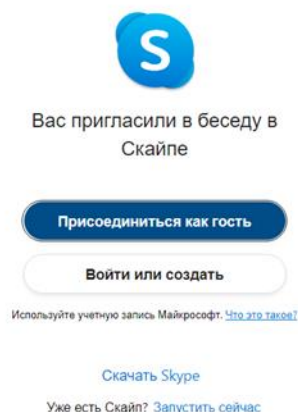 S
Вас пригласили в беседу в
Скайпе
Присоединиться как гость
Войти или создать
Используйте учетную запись Майкрософт. Что это такое?
Скачать Skype
Уже есть Скайп? Запустить сейчас